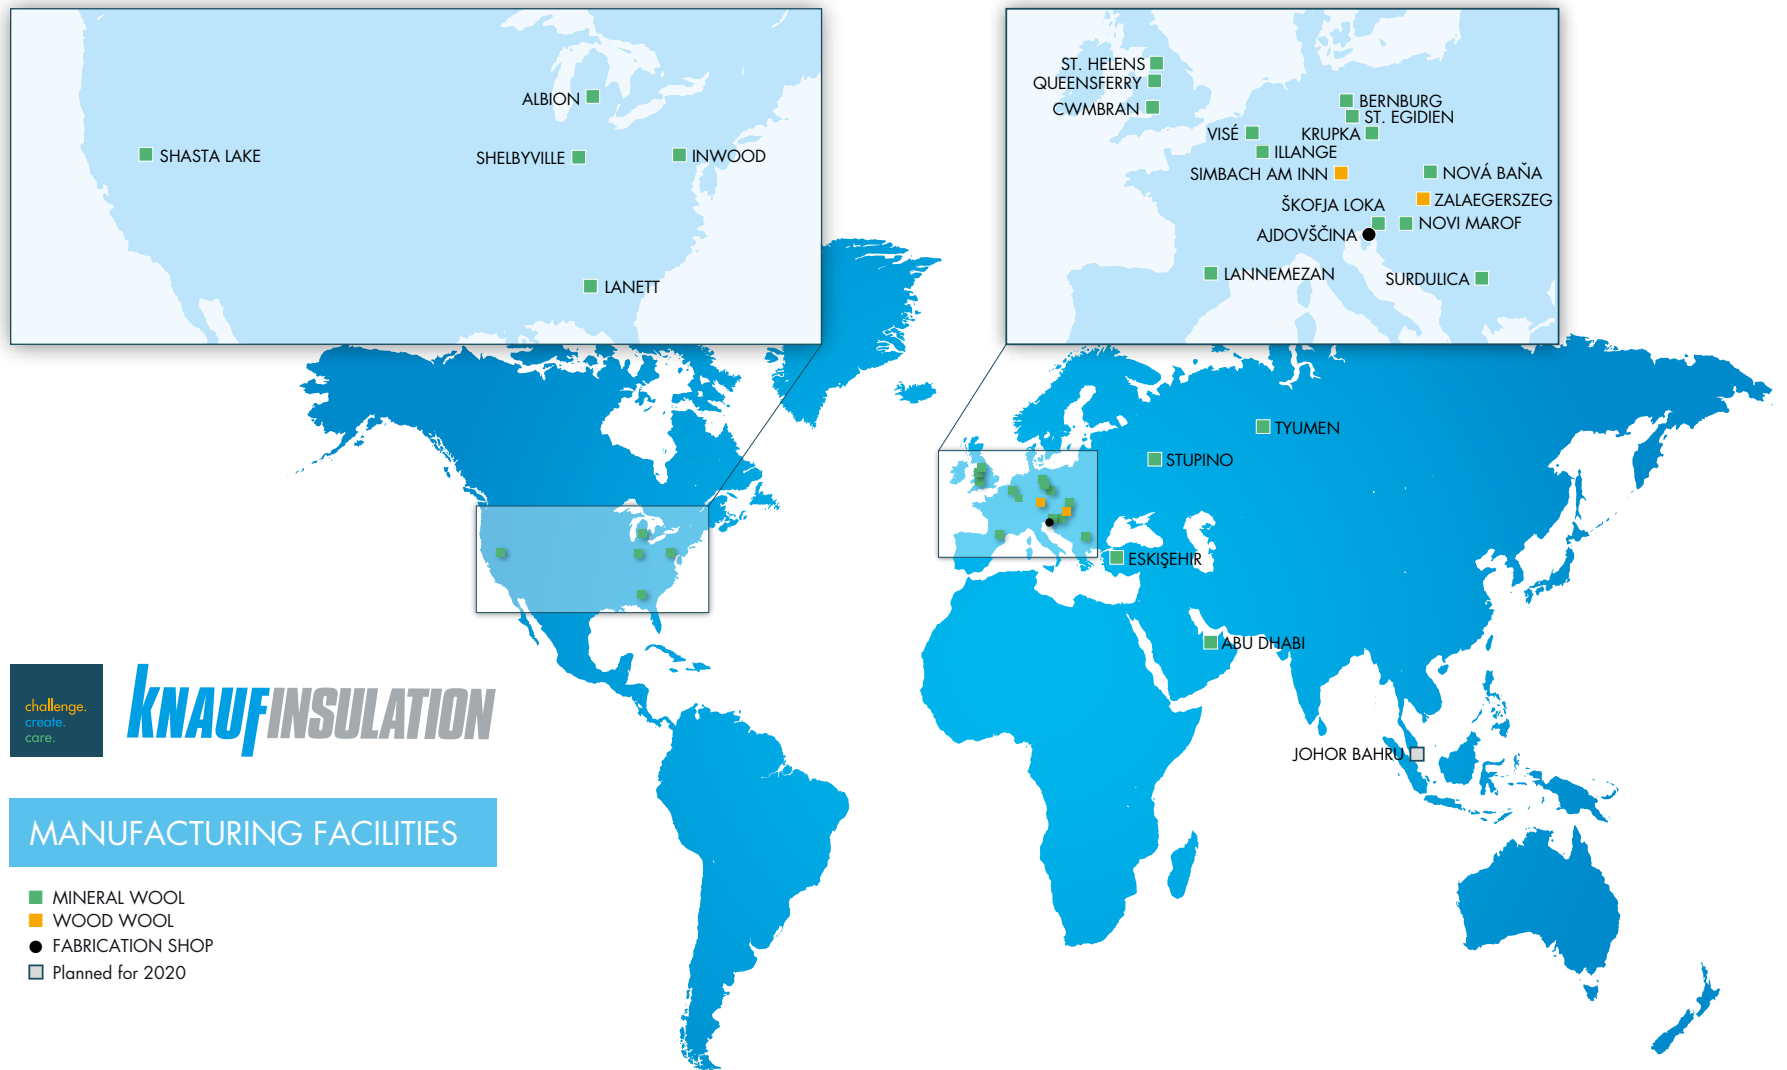 ALBION
SHASTA LAKE
SHELBYVILLE
INWOOD
LANETT
ST. HELENS
QUEENSFERRY
CWMBRAN
BERNBURG
ST. EGIDIEN
VISÉ
KRUPKA
ILLANGE
SIMBACH AM INN
NOVÁ BAŇA
ZALAEGERSZEG
ŠKOFJA LOKA
NOVI MAROF
AJDOVŠČINA
LANNEMEZAN
SURDULICA
TYUMEN
STUPINO
ESKIŞEHIR
ABU DHABI
JOHOR BAHRU
challenge.
create.
care.
KNAUFINSULATION
MANUFACTURING FACILITIES
MINERAL WOOL
WOOD WOOL
FABRICATION SHOP
Planned for 2020